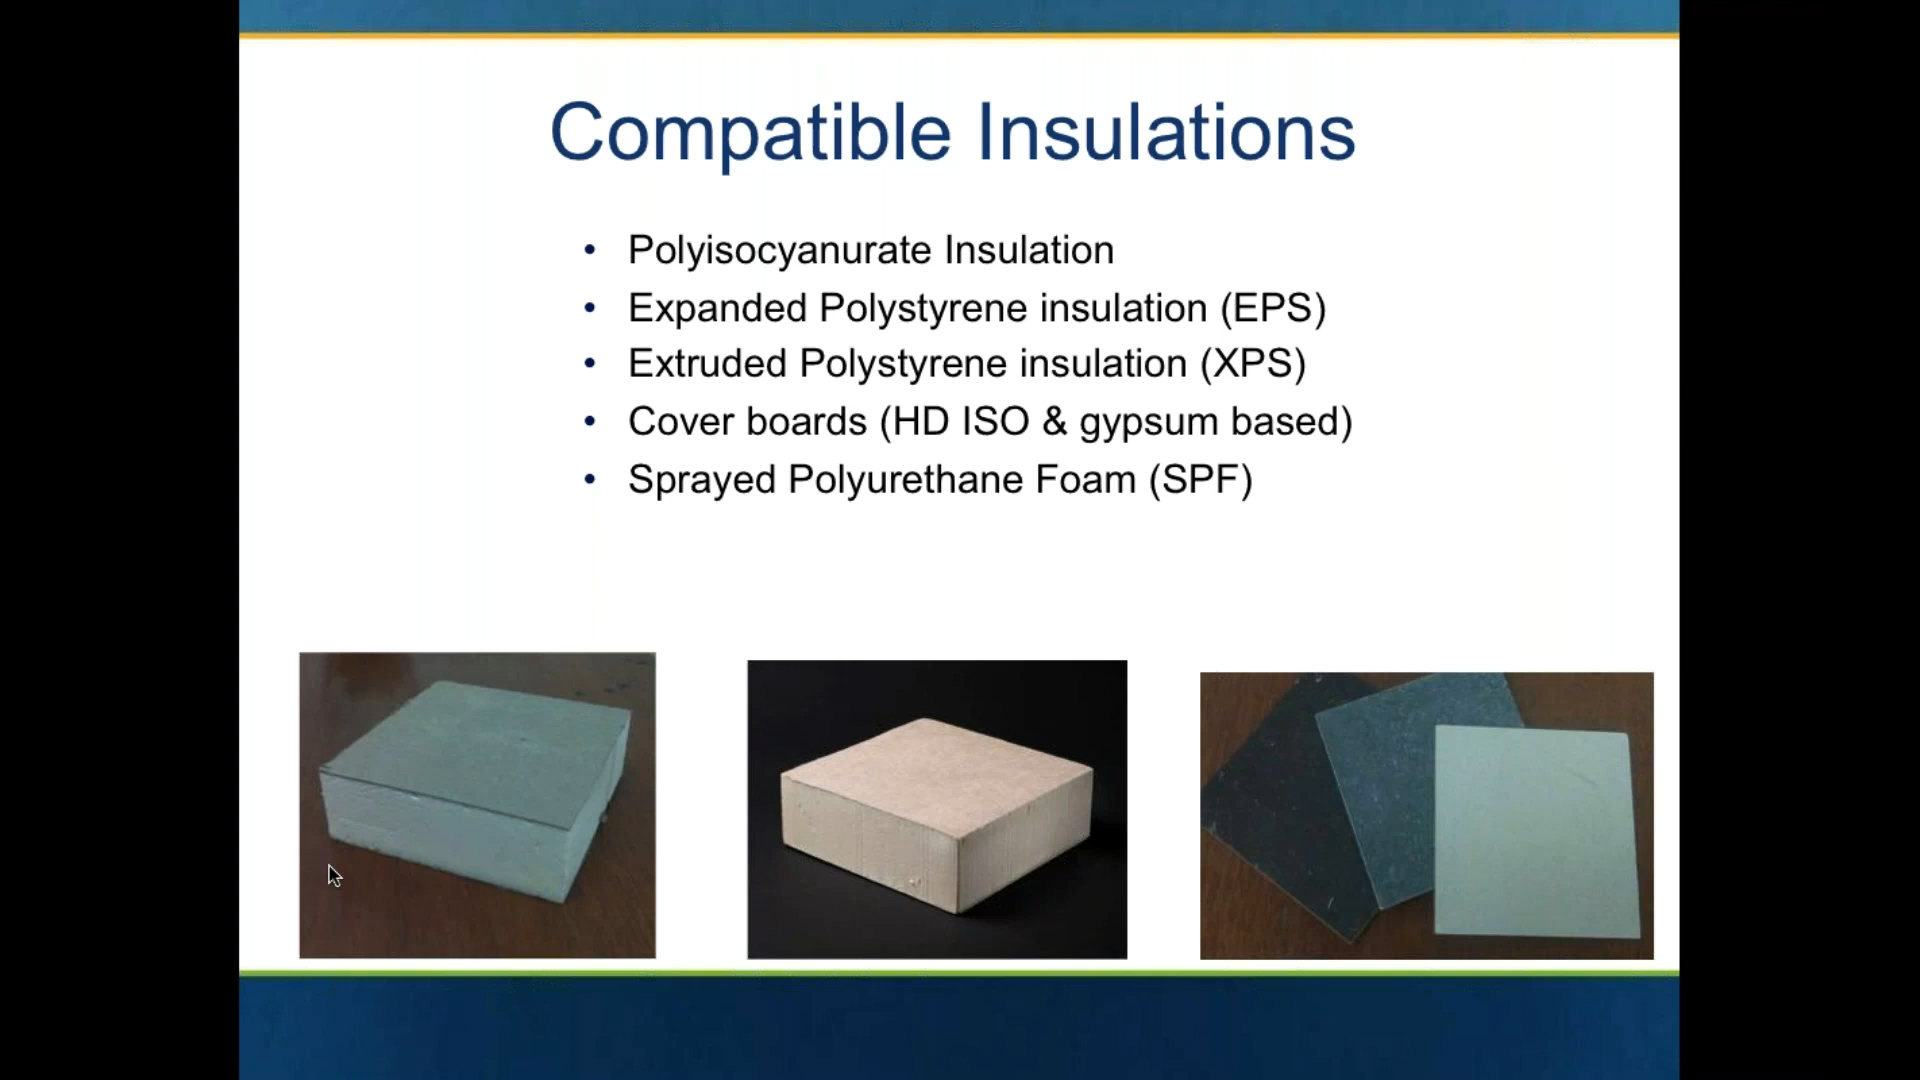 Compatible Insulations
• Polyisocyanurate Insulation
• Expanded Polystyrene insulation (EPS)
• Extruded Polystyrene insulation (XPS)
• Cover boards (HD ISO & gypsum based)
• Sprayed Polyurethane Foam (SPF)